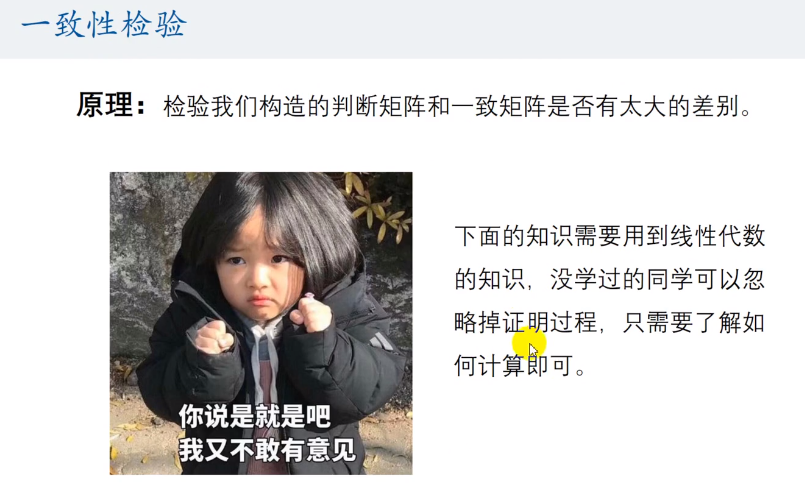 一致性检验
原理：检验我们构造的判断矩阵和一致矩阵是否有太大的差别。
下面的知识需要用到线性代数
的知识，没学过的同学可以忽
略掉证明过程，只需要了解如
何计算即可。
你说是就是吧
我又不敢有意见